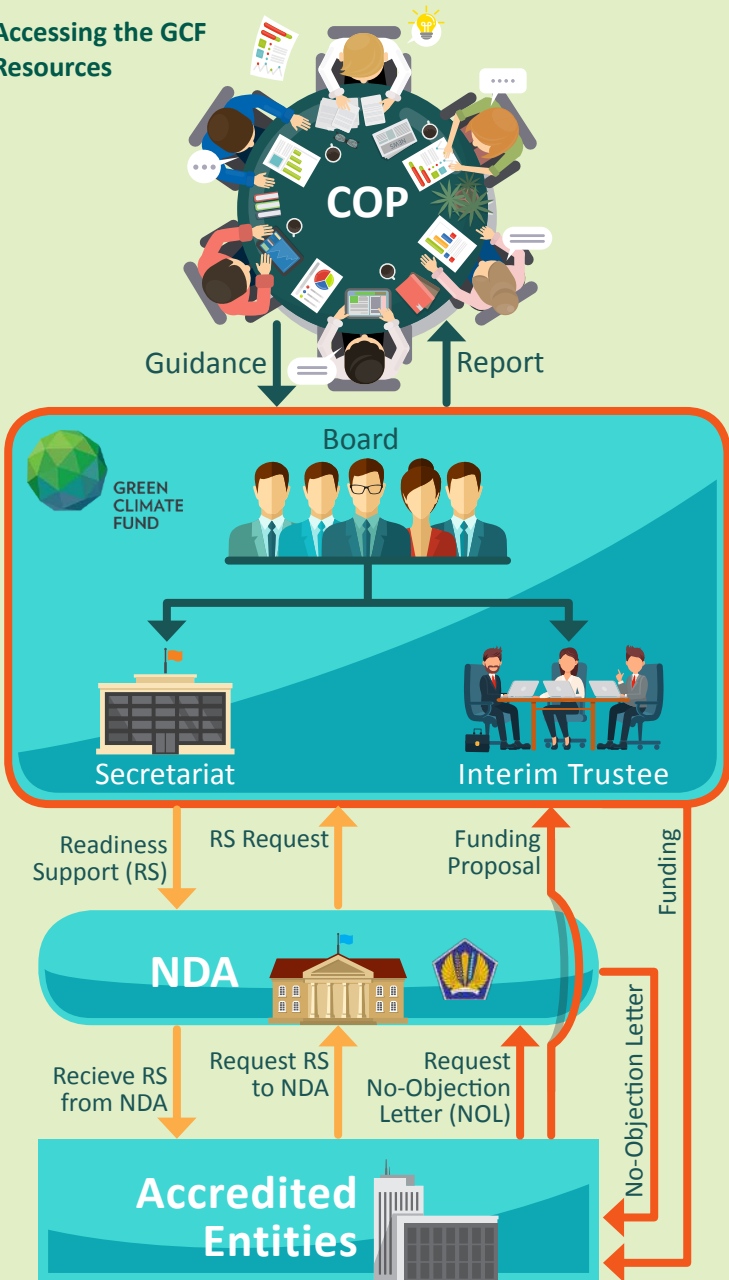 Accessing the GCF
Resources
COP
Guidance
Report
Board
GREEN
CLIMATE
FUND
Secretariat
Interim Trustee
Readiness
Support (RS)
RS Request
Funding
Proposal
Funding
NDA
Recieve RS
from NDA
Request RS
to NDA
Request
No-Objection
Letter (NOL)
No-Objection Letter
Accredited
Entities